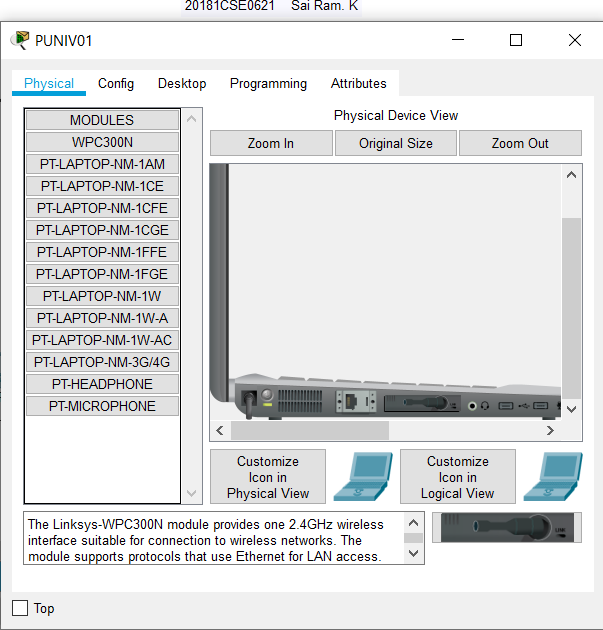 20181CSE0621 Sai Ram. K
PUNIV01
Physical Config Desktop Programming Attributes
MODULES
WPC300N
PT-LAPTOP-NM-1AM
PT-LAPTOP-NM-1CE
PT-LAPTOP-NM-1CFE
PT-LAPTOP-NM-1CGE
PT-LAPTOP-NM-1FFE
PT-LAPTOP-NM-1FGE
PT-LAPTOP-NM-1W
PT-LAPTOP-NM-1W-A
PT-LAPTOP-NM-1W-AC
PT-LAPTOP-NM-3G/4G
PT-HEADPHONE
PT-MICROPHONE
Physical Device View
Zoom In Original Size Zoom Out
Customize
Icon in
Physical View
Customize
Icon in
Logical View
The Linksys-WPC300N module provides one 2.4GHz wireless
interface suitable for connection to wireless networks. The
module supports protocols that use Ethernet for LAN access.
Top